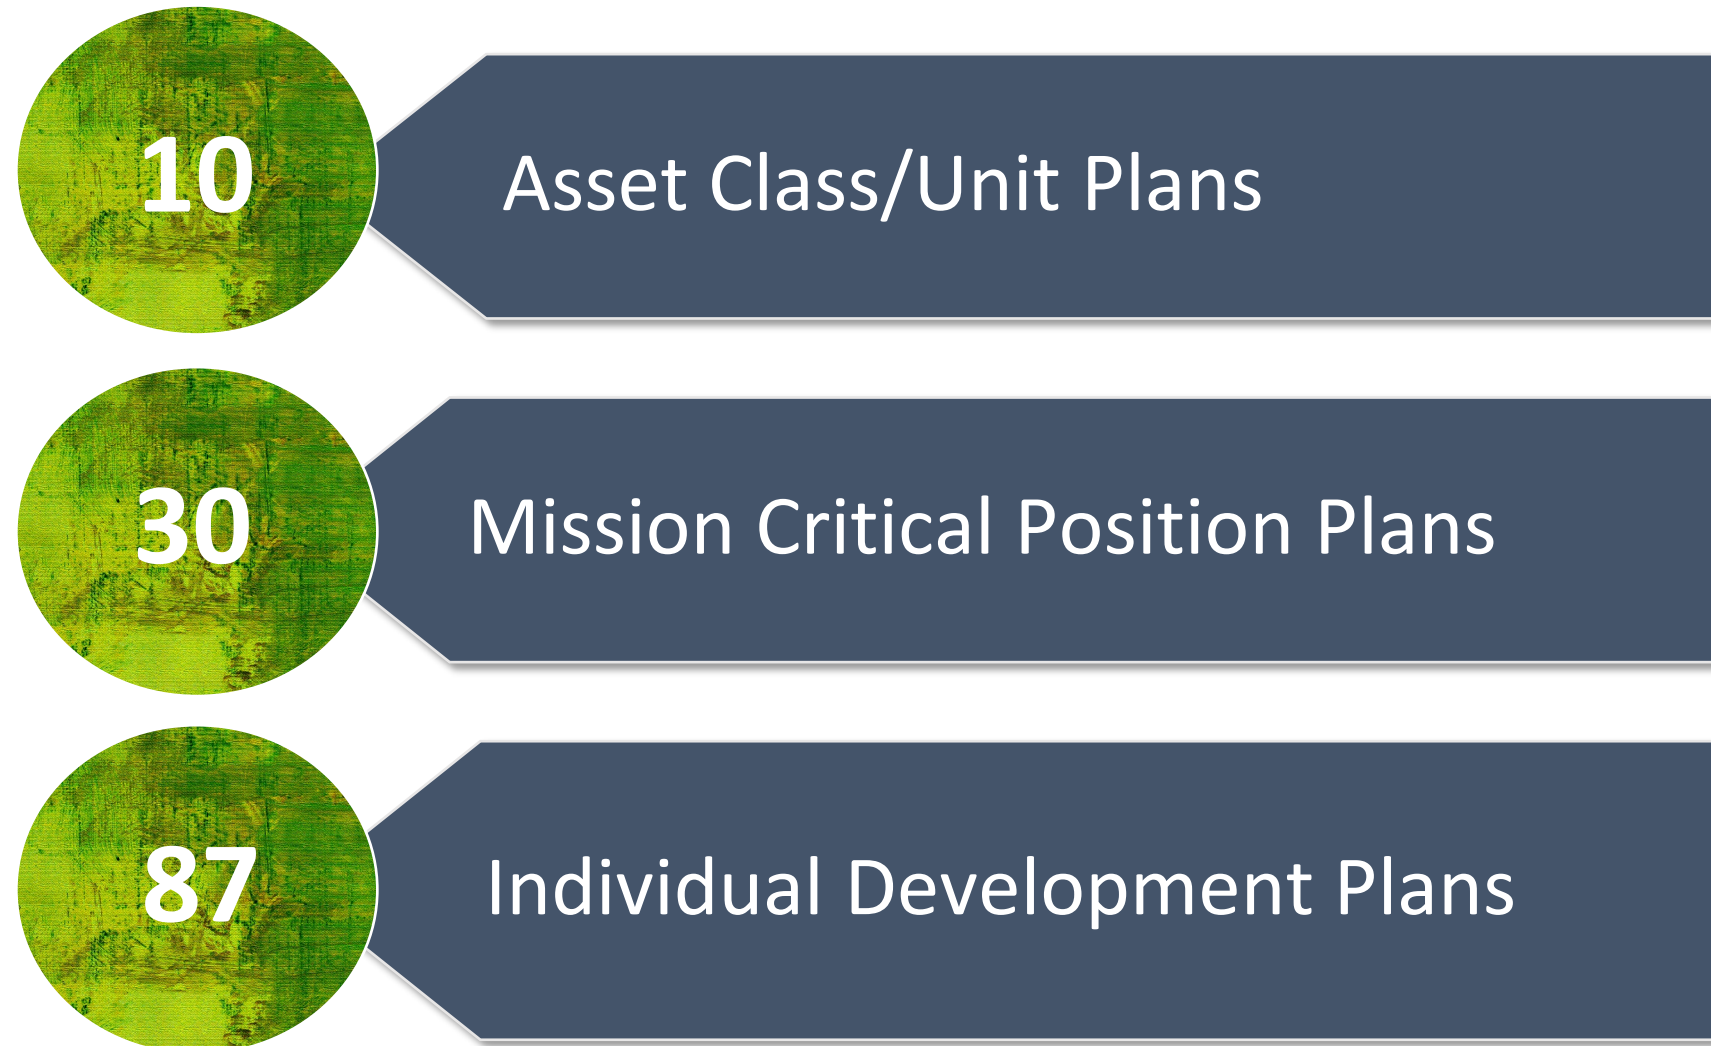 10
Asset Class/Unit Plans
30
Mission Critical Position Plans
87
Individual Development Plans